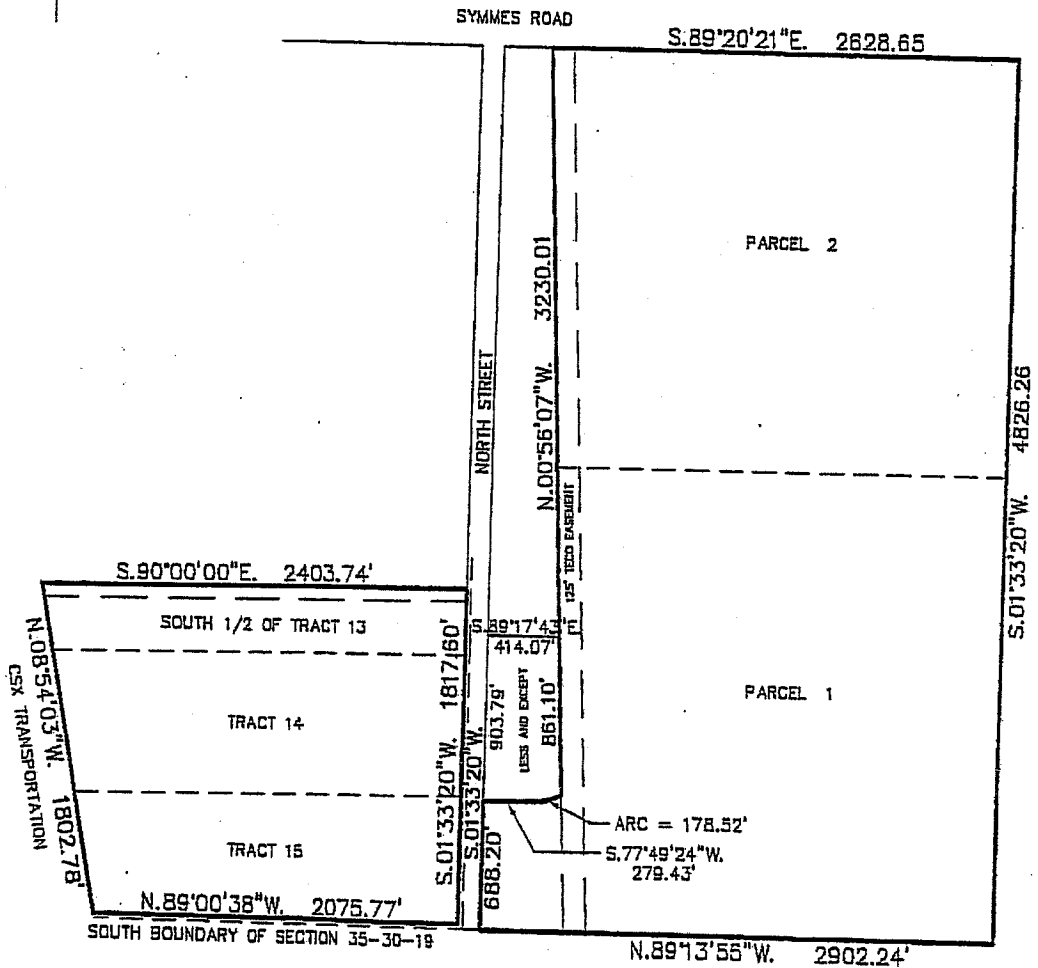 SYMMES ROAD
S.89°20'21"E. 2628.65
PARCEL 2
3230.01
N.00°56'07"W.
NORTH STREET
4826.26
S.01°33'20"W.
125' TECO EASEMENT
S.90°00'00"E. 2403.74'
SOUTH 1/2 OF TRACT 13
S.89°17'43"E
414.07'
N.08°54'03"W. 1802.78'
CSX TRANSPORTATION
TRACT 14
S.01°33'20"W. 1817.60'
S.01°33'20"W.
903.79'
LESS AND EXCEPT
861.10'
PARCEL 1
ARC = 178.52'
S.77°49'24"W.
279.43'
TRACT 15
688.20'
N.89°00'38"W. 2075.77'
SOUTH BOUNDARY OF SECTION 35-30-19
N.89°13'55"W. 2902.24'